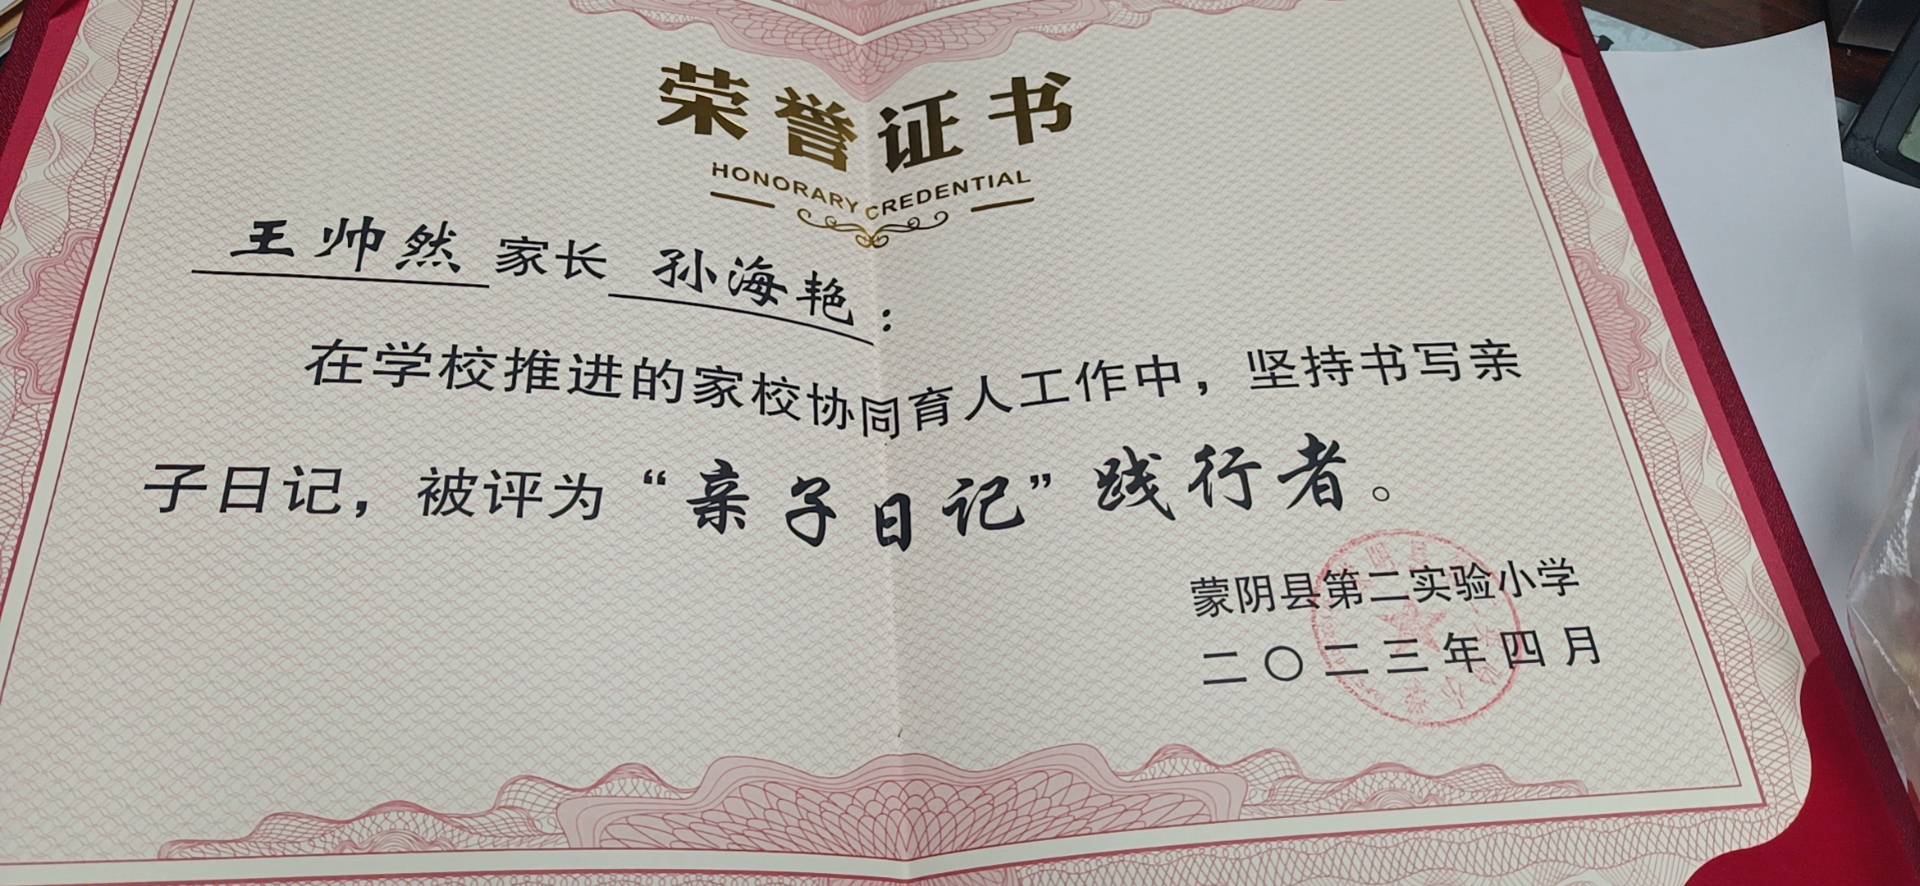 荣誉证书
HONORARY CREDENTIAL
王帅然家长孙海艳：
在学校推进的家校协同育人工作中，坚持书写亲
子日记，被评为“亲子日记”践行者。
蒙阴县第二实验小学
二〇二三年四月